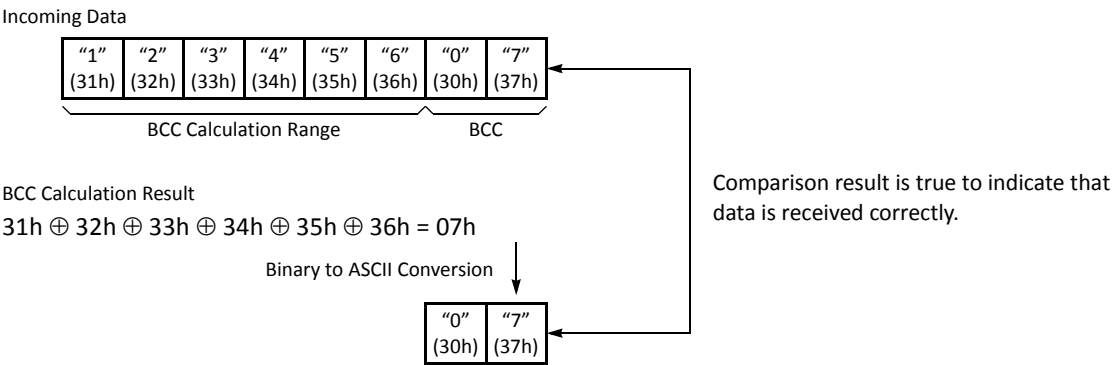 Incoming Data
“1” “2” “3” “4” “5” “6” “0” “7”
(31h) (32h) (33h) (34h) (35h) (36h) (30h) (37h)
BCC Calculation Range BCC
BCC Calculation Result
31h ⊕ 32h ⊕ 33h ⊕ 34h ⊕ 35h ⊕ 36h = 07h
Comparison result is true to indicate that
data is received correctly.
Binary to ASCII Conversion
“0” “7”
(30h) (37h)